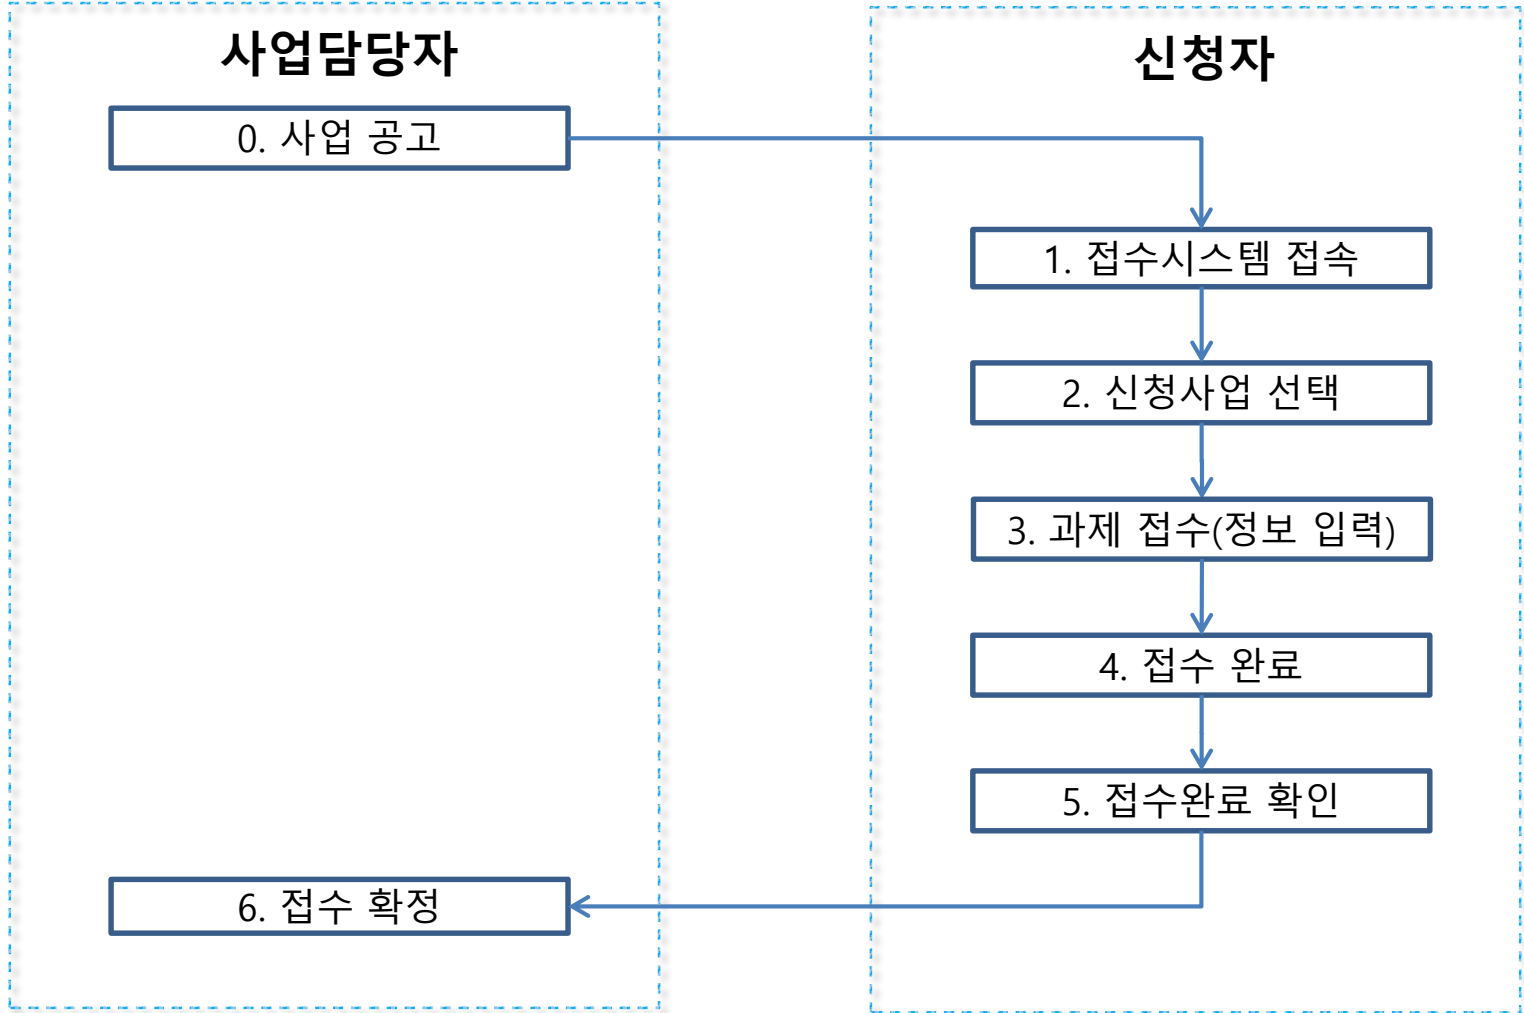 사업담당자
신청자
0. 사업 공고
1. 접수시스템 접속
2. 신청사업 선택
3. 과제 접수(정보 입력)
4. 접수 완료
5. 접수완료 확인
6. 접수 확정